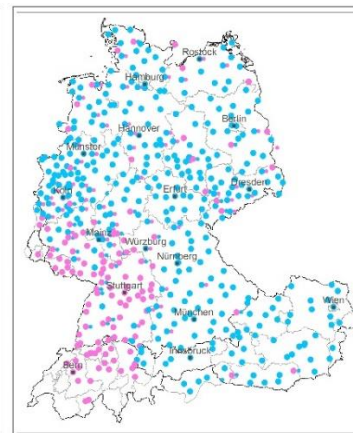 Rostock
Hamburg
Berlin
Hannover
Münster
Dresden
Köln
Erfurt
Mainz
Würzburg
Nürnberg
Stuttgart
Wien
München
Innsbruck
Bern